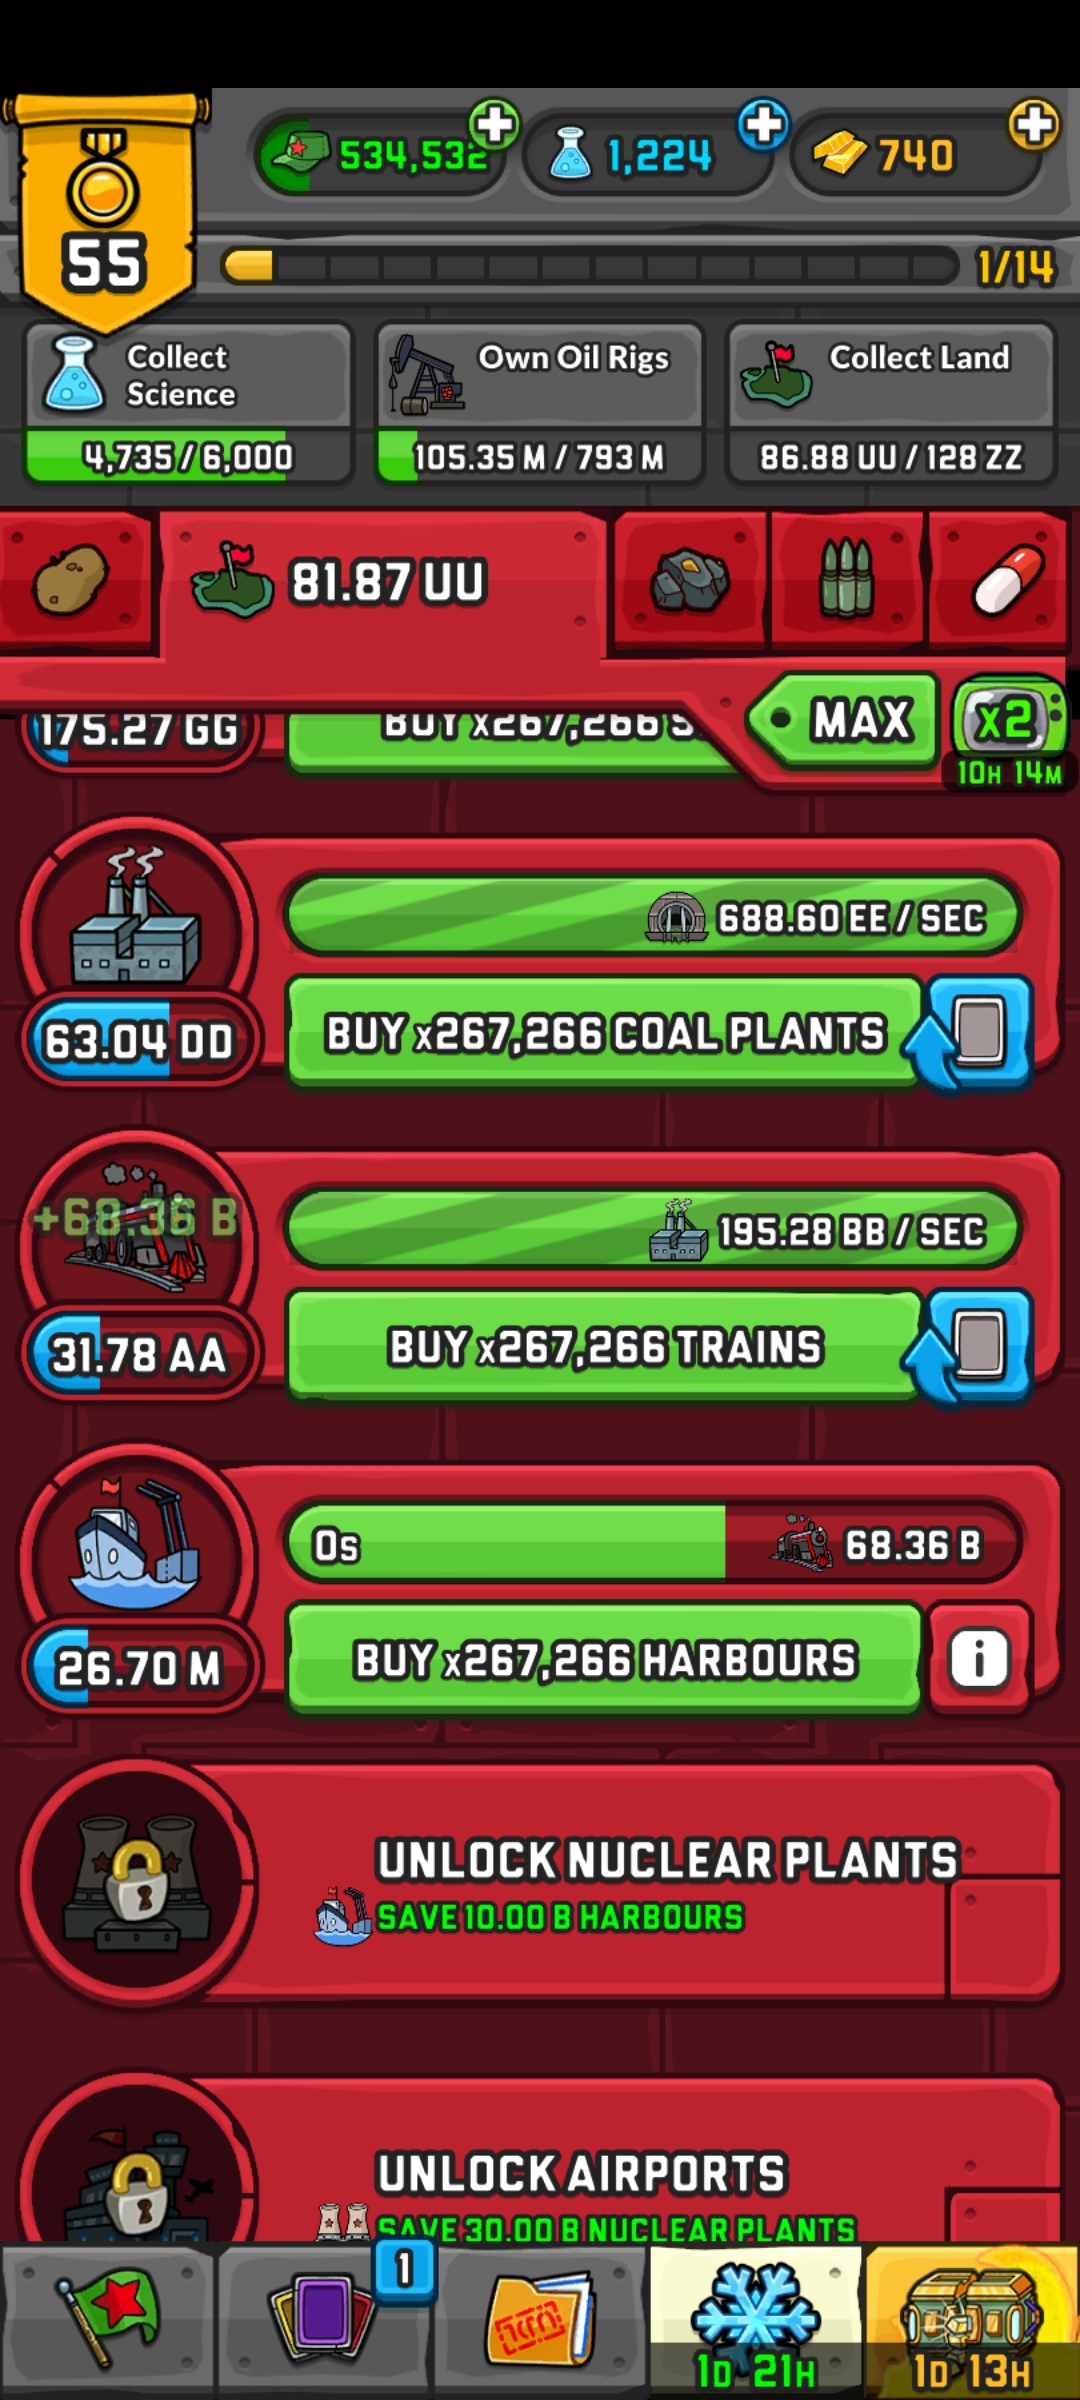 55
534,532
1,224
740
1/14
Collect
Science
4,735 / 6,000
Own Oil Rigs
105.35 M / 793 M
Collect Land
86.88 UU / 128 ZZ
81.87 UU
MAX
x2
10H 14M
175.27 GG
BUY x267,266 S
688.60 EE / SEC
63.04 DD
BUY x267,266 COAL PLANTS
+68.36 B
195.28 BB / SEC
31.78 AA
BUY x267,266 TRAINS
0s
68.36 B
26.70 M
BUY x267,266 HARBOURS
i
UNLOCK NUCLEAR PLANTS
SAVE 10.00 B HARBOURS
UNLOCK AIRPORTS
SAVE 30.00 B NUCLEAR PLANTS
1
1D 21H
1D 13H